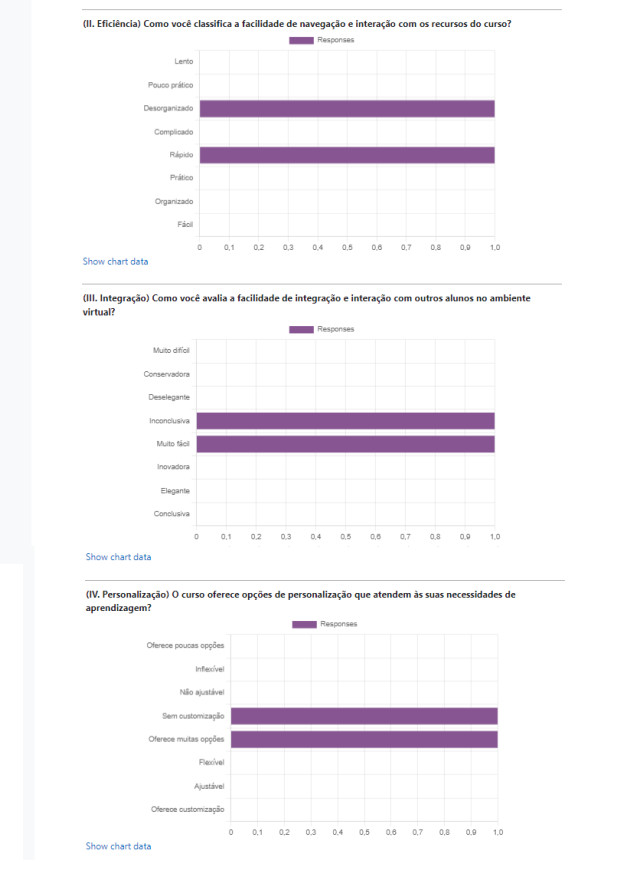 (II. Eficiência) Como você classifica a facilidade de navegação e interação com os recursos do curso?
Responses
Lento
Pouco prático
Desorganizado
Complicado
Rápido
Prático
Organizado
Fácil
0 0,1 0,2 0,3 0,4 0,5 0,6 0,7 0,8 0,9 1,0
Show chart data
(III. Integração) Como você avalia a facilidade de integração e interação com outros alunos no ambiente
virtual?
Responses
Muito difícil
Conservadora
Deselegante
Inconclusiva
Muito fácil
Inovadora
Elegante
Conclusiva
0 0,1 0,2 0,3 0,4 0,5 0,6 0,7 0,8 0,9 1,0
Show chart data
(IV. Personalização) O curso oferece opções de personalização que atendem às suas necessidades de
aprendizagem?
Responses
Oferece poucas opções
Inflexível
Não ajustável
Sem customização
Oferece muitas opções
Flexível
Ajustável
Oferece customização
0 0,1 0,2 0,3 0,4 0,5 0,6 0,7 0,8 0,9 1,0
Show chart data